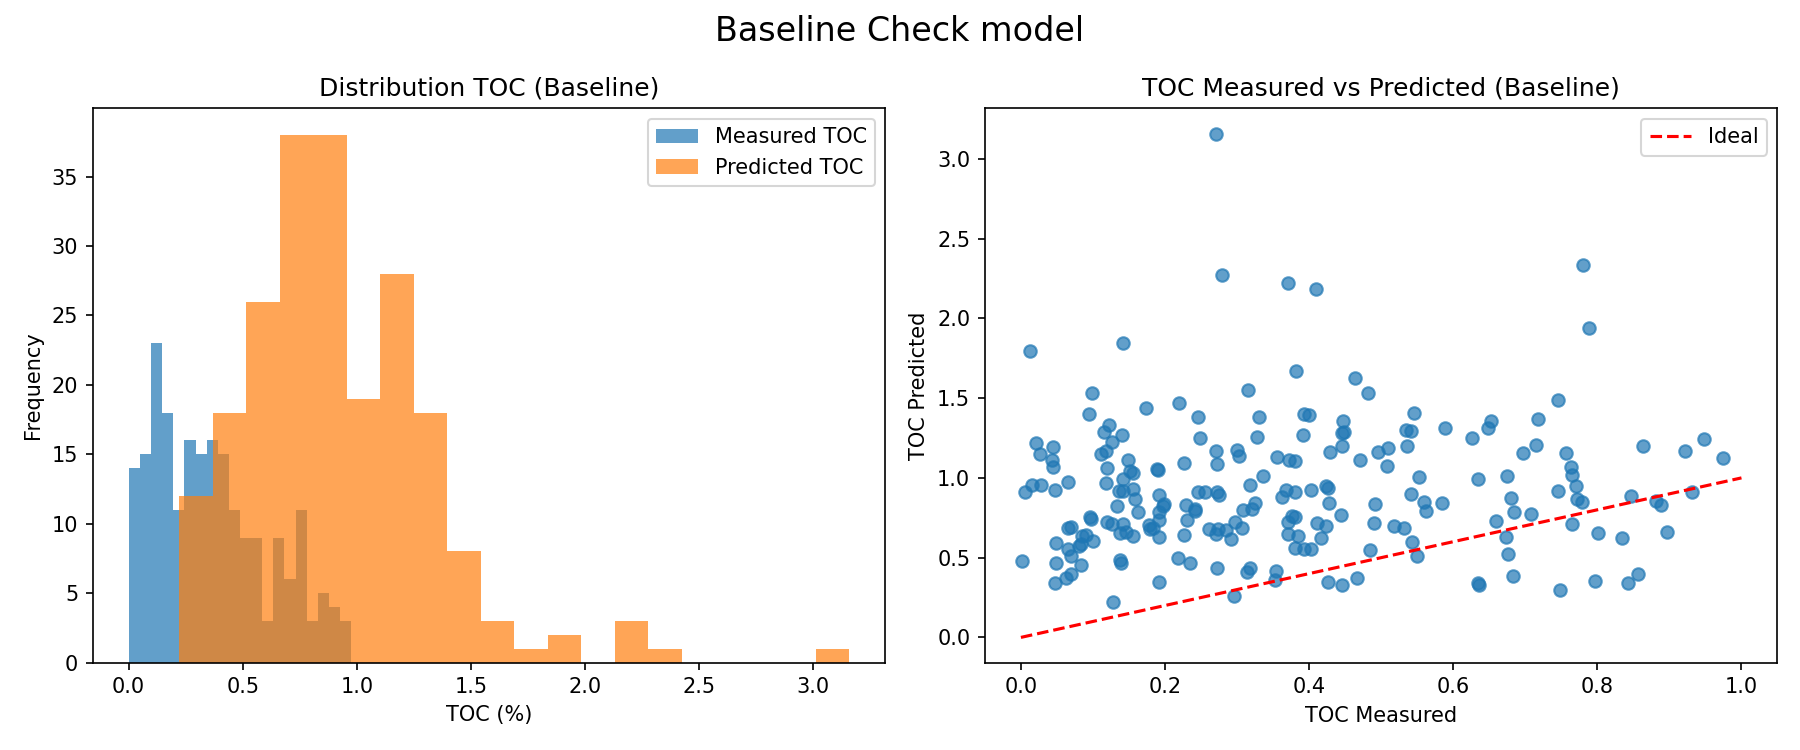 Baseline Check model
Distribution TOC (Baseline)
Measured TOC
Predicted TOC
Frequency
35
30
25
20
15
10
5
0
0.0 0.5 1.0 1.5 2.0 2.5 3.0
TOC (%)
TOC Measured vs Predicted (Baseline)
Ideal
TOC Predicted
3.0
2.5
2.0
1.5
1.0
0.5
0.0
0.0 0.2 0.4 0.6 0.8 1.0
TOC Measured